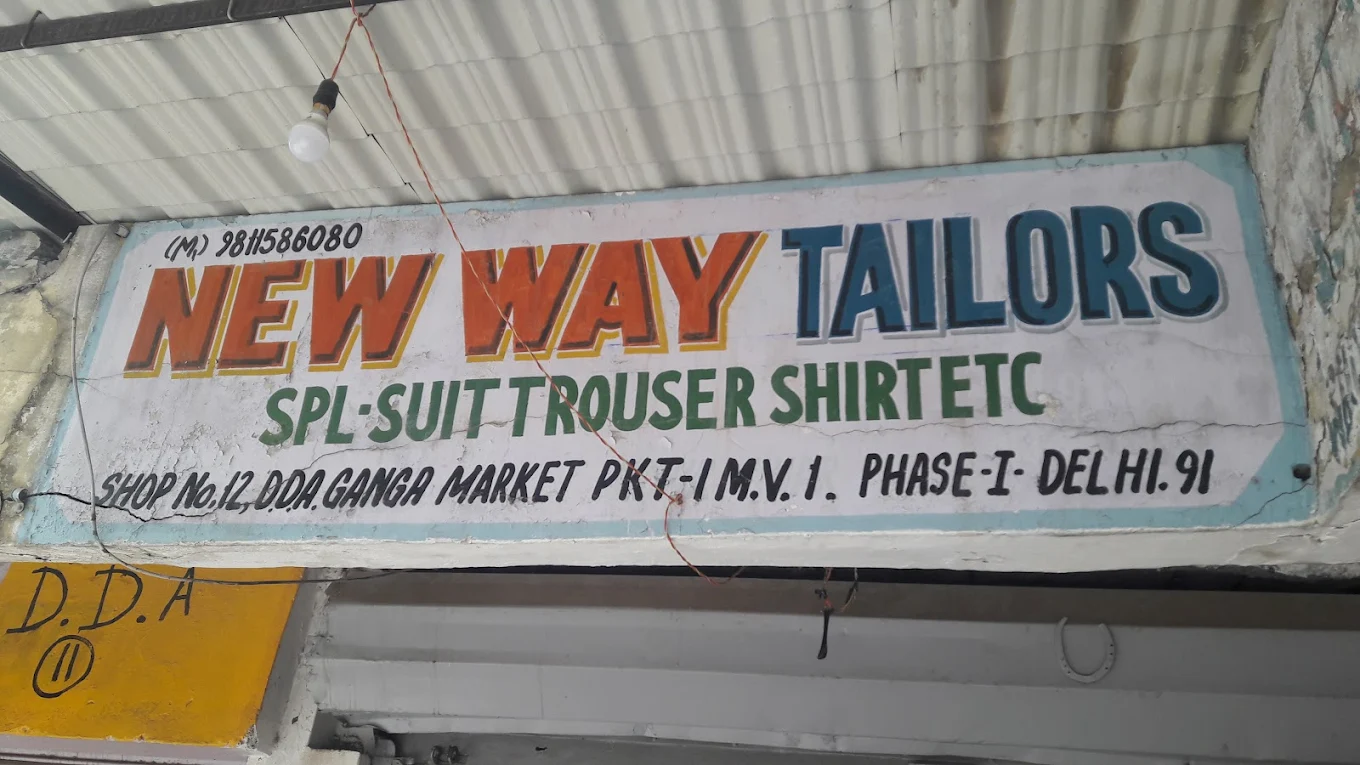 (M) 9811586080
NEW WAY TAILORS
SPL-SUIT TROUSER SHIRT ETC
SHOP No. 12, D.D.A. GANGA MARKET PKT-1 M.V. 1. PHASE-I- DELHI. 91
D.D.A
11